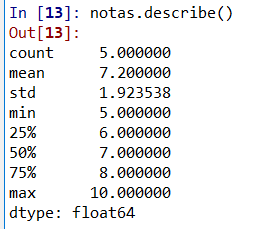 In [13]: notas.describe()
Out[13]:
count     5.000000
mean      7.200000
std       1.923538
min       5.000000
25%       6.000000
50%       7.000000
75%       8.000000
max      10.000000
dtype: float64